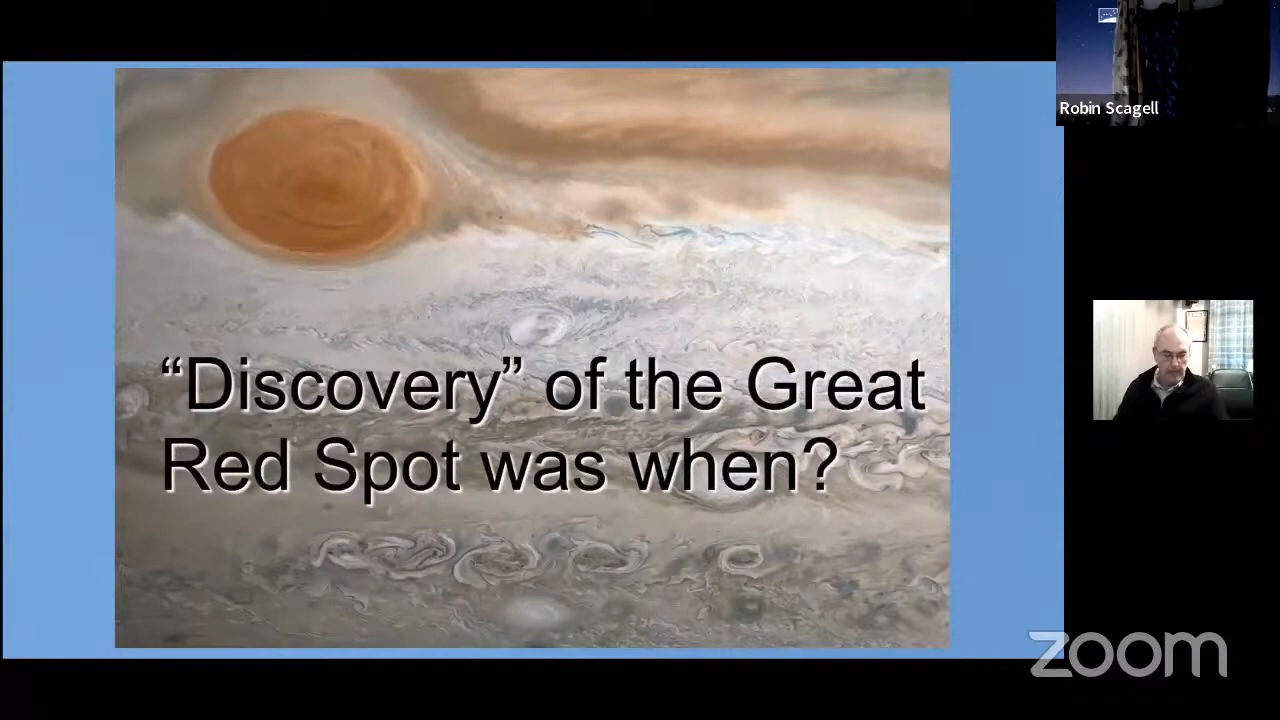 Robin Scagell
“Discovery” of the Great
Red Spot was when?
zoom